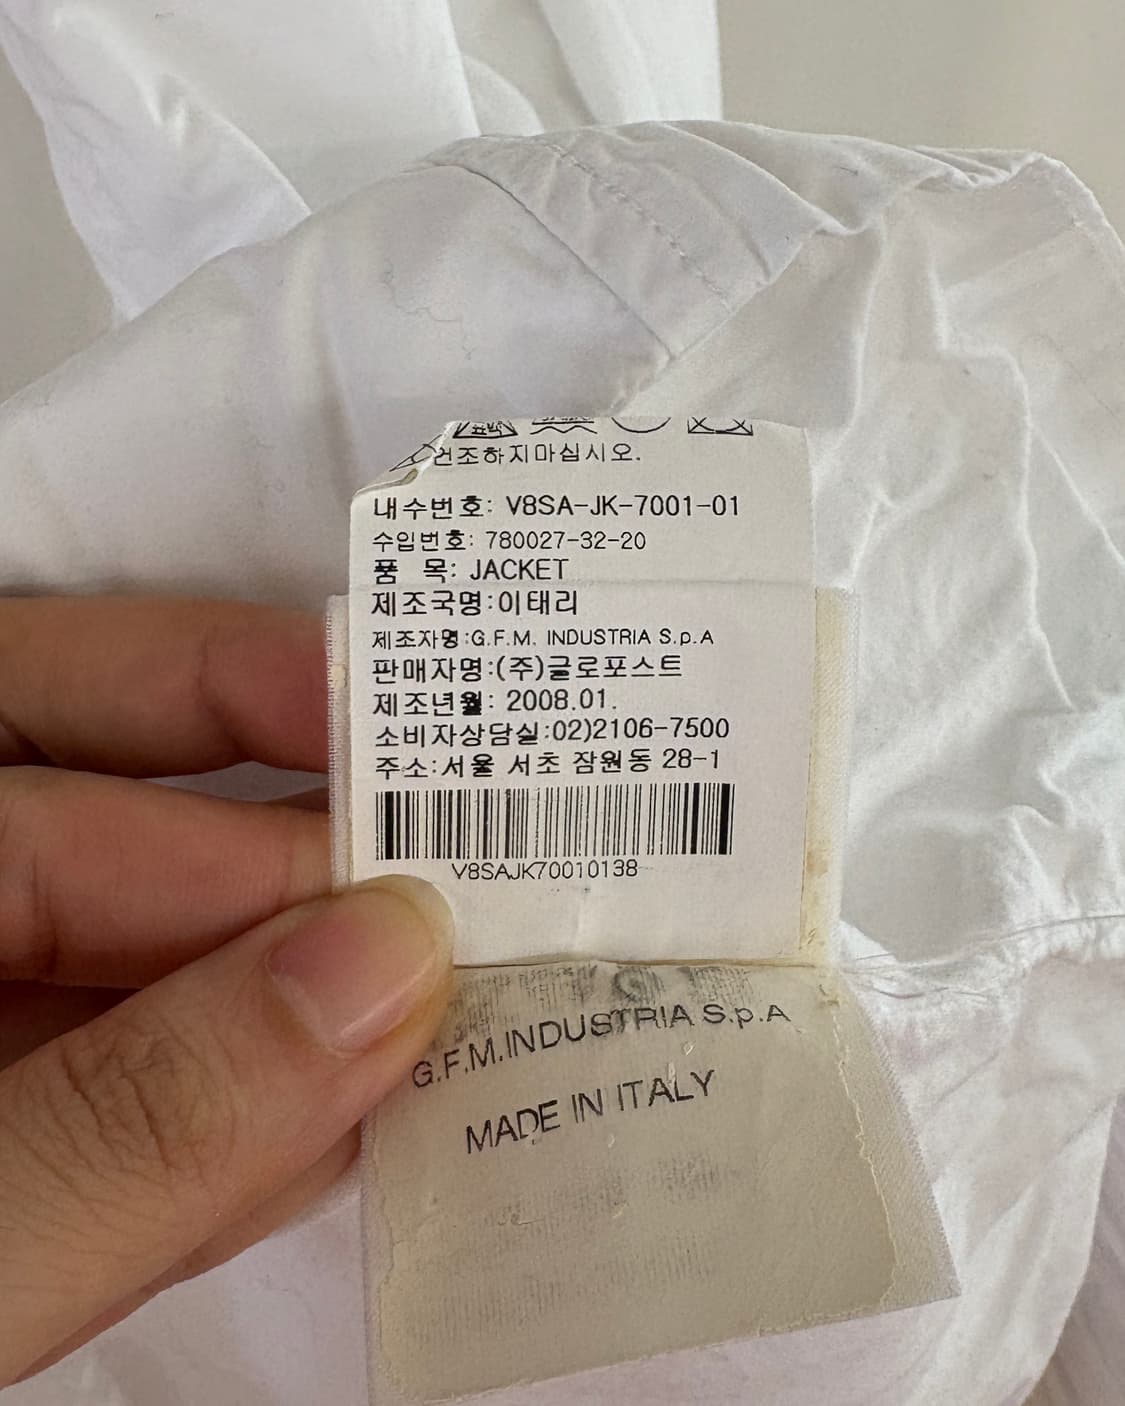 건조하지마십시오.
내수번호: V8SA-JK-7001-01
수입번호: 780027-32-20
품 목: JACKET
제조국명:이태리
제조자명:G.F.M. INDUSTRIA S.p.A
판매자명:(주)글로포스트
제조년월: 2008.01.
소비자상담실:02)2106-7500
주소:서울 서초 잠원동 28-1
V8SAJK70010138
G.F.M.INDUSTRIA S.p.A
MADE IN ITALY